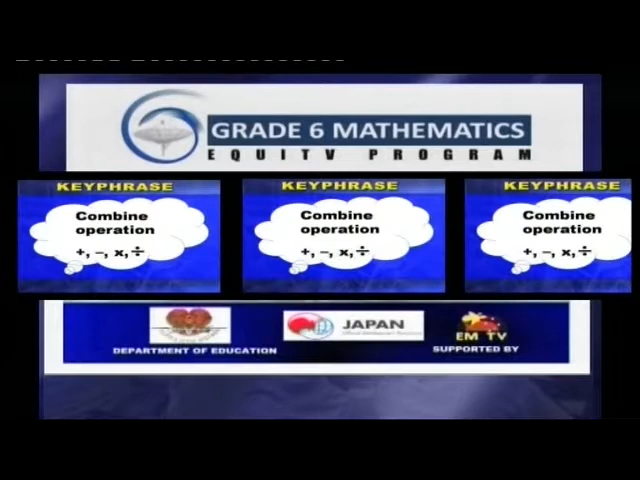 GRADE 6 MATHEMATICS
EQUITV PROGRAM
KEYPHRASE
Combine
operation
+, –, x, ÷
KEYPHRASE
Combine
operation
+, –, x, ÷
KEYPHRASE
Combine
operation
+, –, x, ÷
JAPAN
EM TV
DEPARTMENT OF EDUCATION
SUPPORTED BY